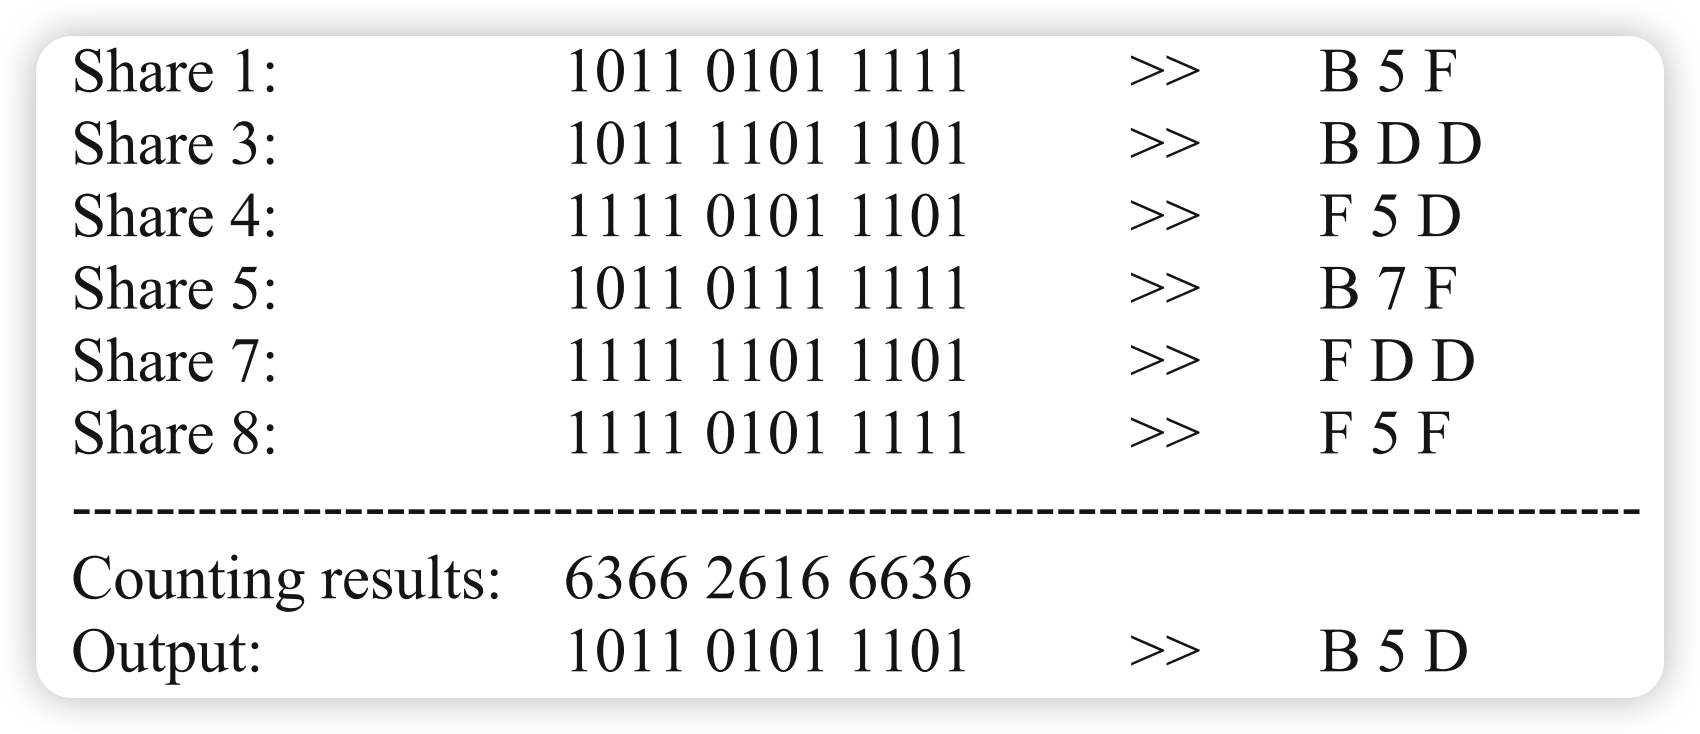 Share 1: 1011 0101 1111 >> B 5 F
Share 3: 1011 1101 1101 >> B D D
Share 4: 1111 0101 1101 >> F 5 D
Share 5: 1011 0111 1111 >> B 7 F
Share 7: 1111 1101 1101 >> F D D
Share 8: 1111 0101 1111 >> F 5 F
--------------------------------------------------------------------------
Counting results: 6366 2616 6636
Output: 1011 0101 1101 >> B 5 D